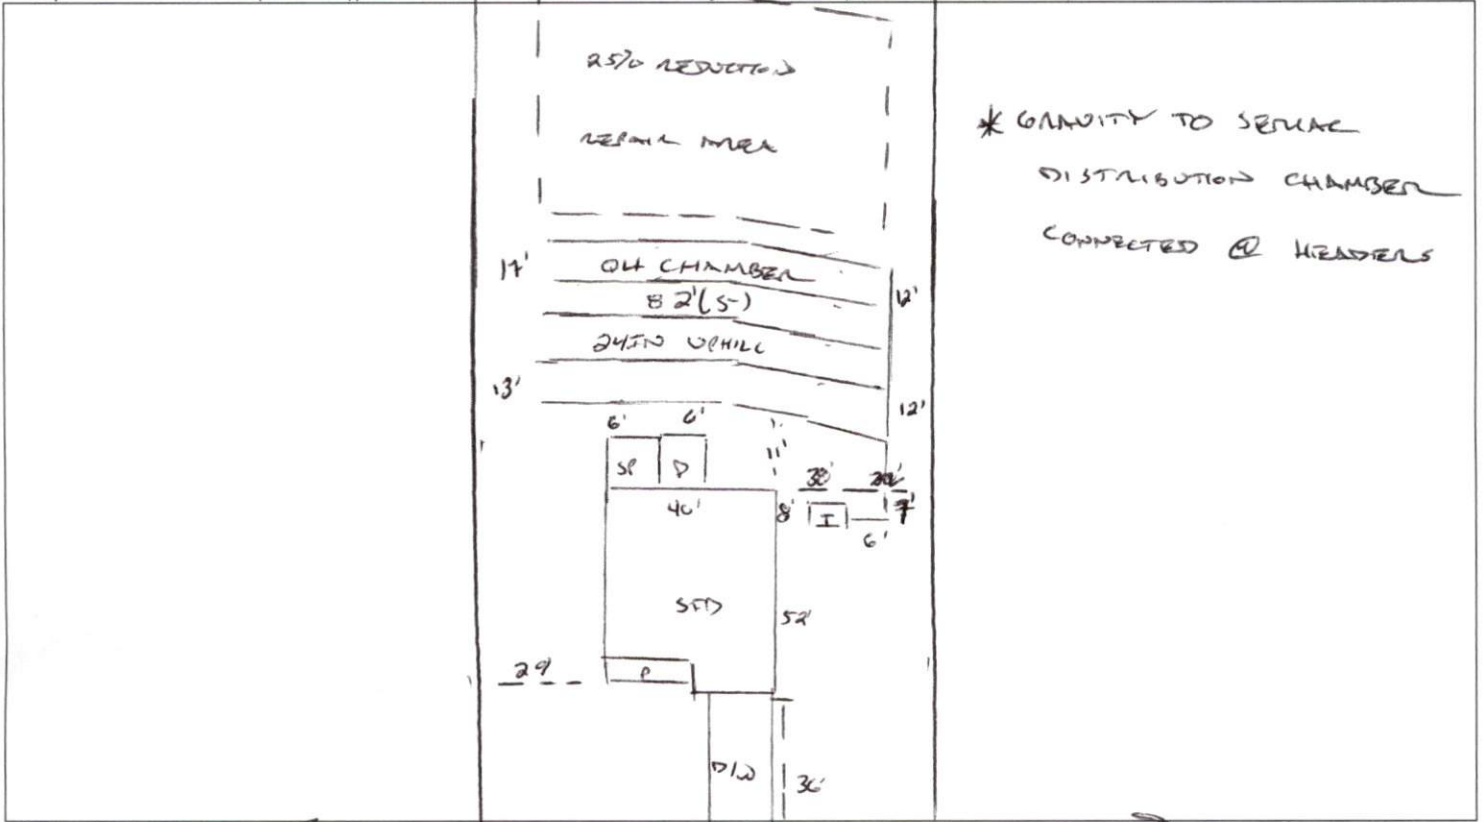 25% REDUCTION
REPAIR AREA
* GRAVITY TO SERIAL
DISTRIBUTION CHAMBER
CONNECTED @ HEADERS
17'
QH CHAMBER
12'
82'(5-)
24IN UPHILL
13'
12'
6' 6'
11'
SP D
40'
8'
I
7'
6'
SFD
52'
29'
P
D/W
36'